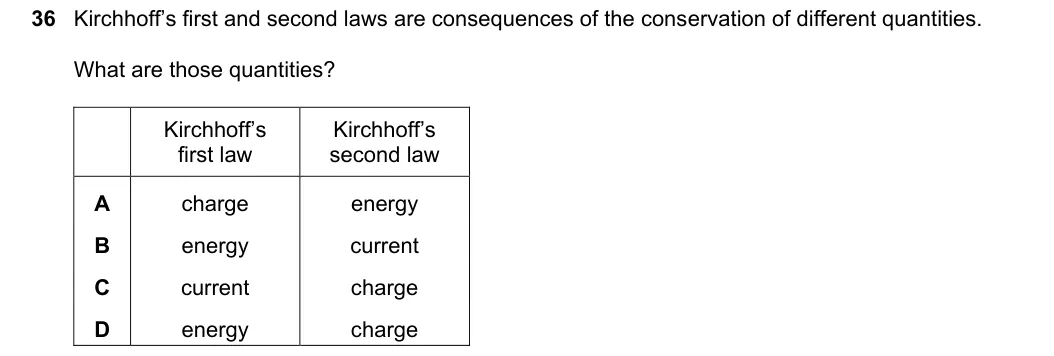 36 Kirchhoff’s first and second laws are consequences of the conservation of different quantities.
What are those quantities?
Kirchhoff’s first law Kirchhoff’s second law
A charge energy
B energy current
C current charge
D energy charge